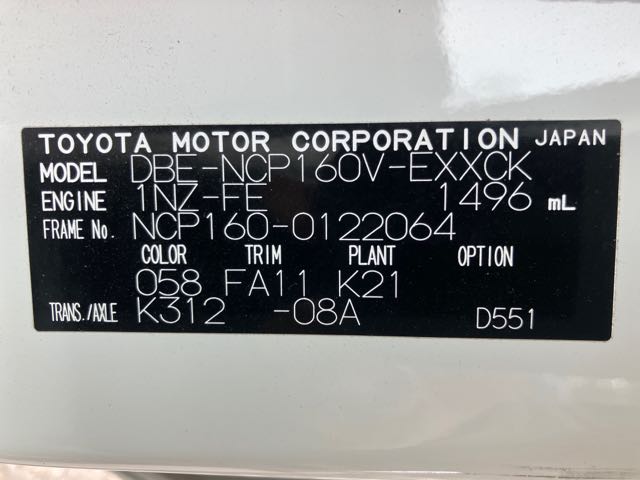 TOYOTA MOTOR CORPORATION JAPAN
MODEL DBE-NCP160V-EXXCK
ENGINE 1NZ-FE 1496 mL
FRAME No. NCP160-0122064
COLOR TRIM PLANT OPTION
058 FA11 K21
TRANS./AXLE K312 -08A D551